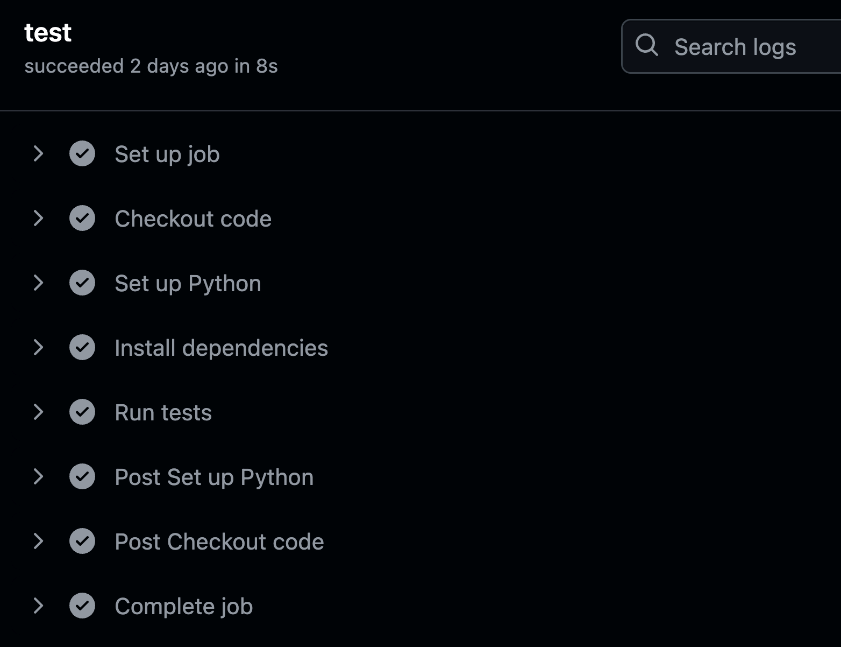 test
succeeded 2 days ago in 8s
Search logs
Set up job
Checkout code
Set up Python
Install dependencies
Run tests
Post Set up Python
Post Checkout code
Complete job